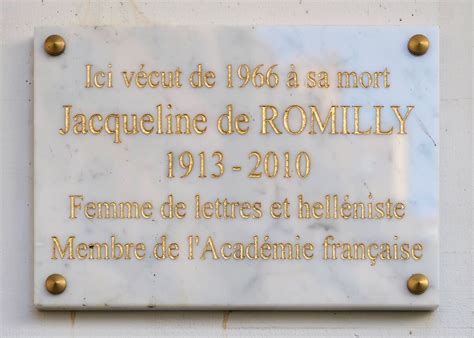 Ici vécut de 1966 à sa mort
Jacqueline de ROMILLY
1913 - 2010
Femme de lettres et helléniste
Membre de l'Académie française